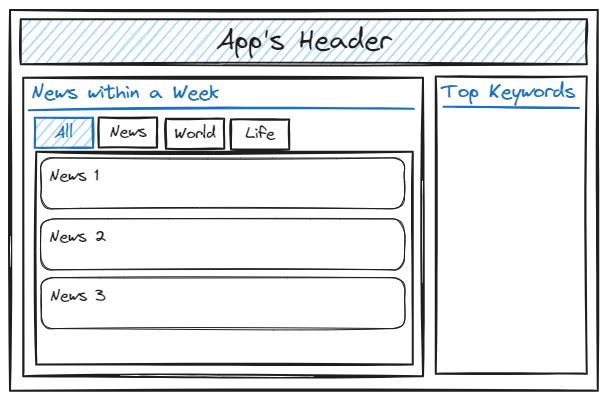 App's Header
News within a Week
All
News
World
Life
News 1
News 2
News 3
Top Keywords